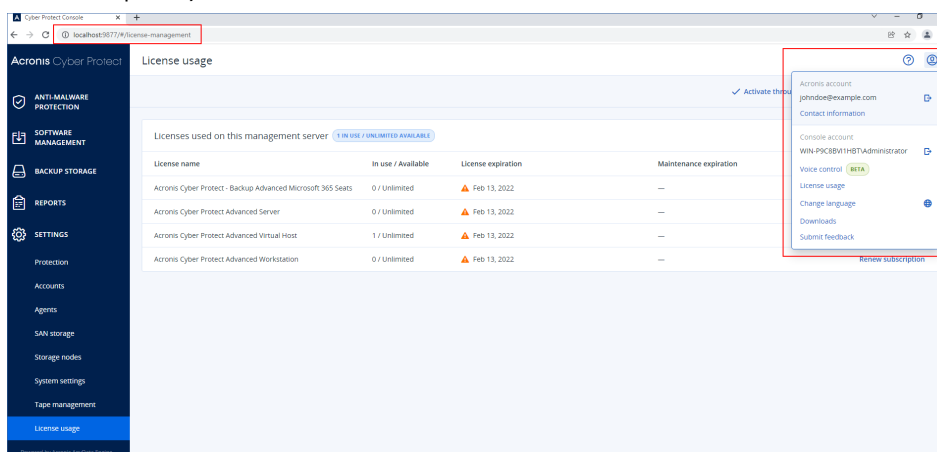 Cyber Protect Console
localhost:9877/#/license-management
Acronis Cyber Protect
License usage
Activate throu
Acronis account
johndoe@example.com
Contact information
Console account
WIN-P9C8BVI1HBT\Administrator
Voice control BETA
License usage
Change language
Downloads
Submit feedback
ANTI-MALWARE
PROTECTION
SOFTWARE
MANAGEMENT
BACKUP STORAGE
REPORTS
SETTINGS
Protection
Accounts
Agents
SAN storage
Storage nodes
System settings
Tape management
License usage
Licenses used on this management server 1 IN USE / UNLIMITED AVAILABLE
License name In use / Available License expiration Maintenance expiration
Acronis Cyber Protect - Backup Advanced Microsoft 365 Seats 0 / Unlimited Feb 13, 2022 —
Acronis Cyber Protect Advanced Server 0 / Unlimited Feb 13, 2022 —
Acronis Cyber Protect Advanced Virtual Host 1 / Unlimited Feb 13, 2022 —
Acronis Cyber Protect Advanced Workstation 0 / Unlimited Feb 13, 2022 — Renew subscription